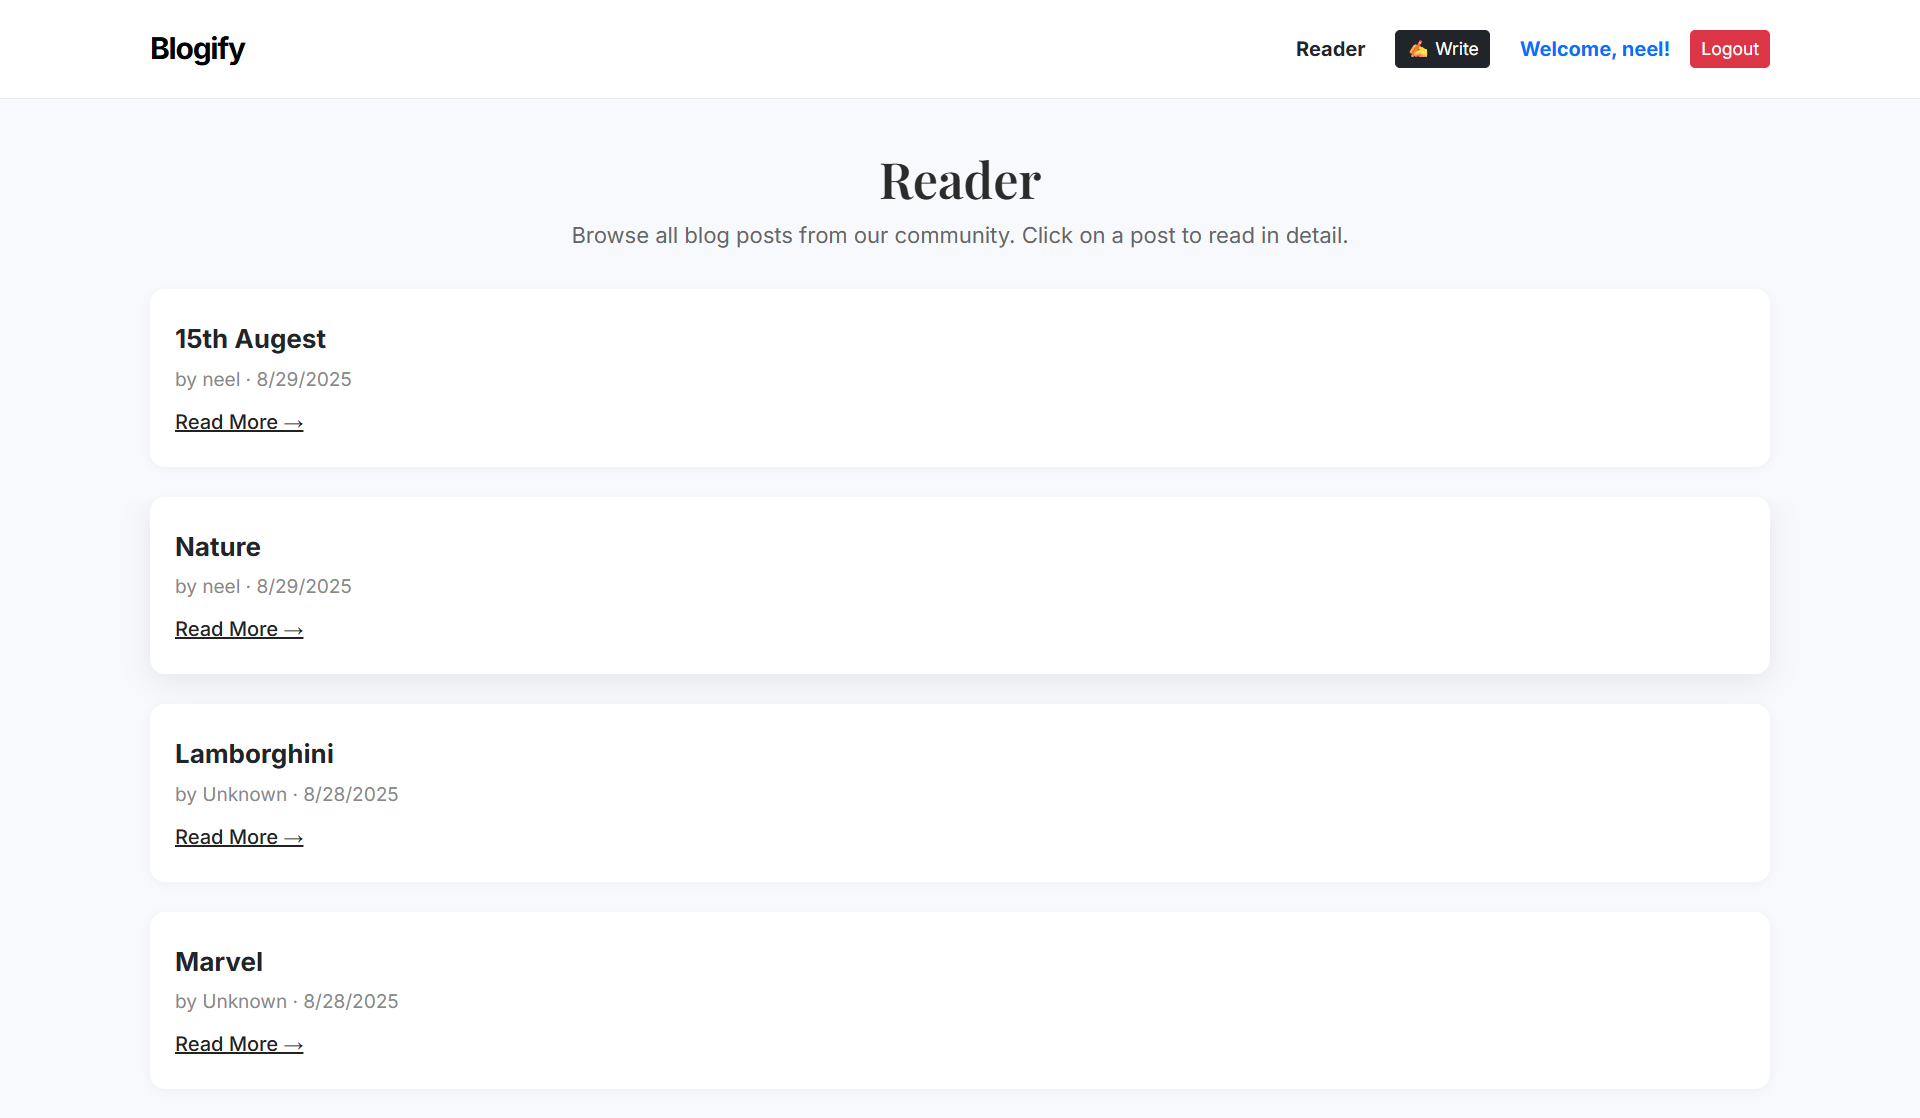 Blogify
Reader
✍️ Write
Welcome, neel!
Logout
Reader
Browse all blog posts from our community. Click on a post to read in detail.
15th Augest
by neel · 8/29/2025
Read More →
Nature
by neel · 8/29/2025
Read More →
Lamborghini
by Unknown · 8/28/2025
Read More →
Marvel
by Unknown · 8/28/2025
Read More →